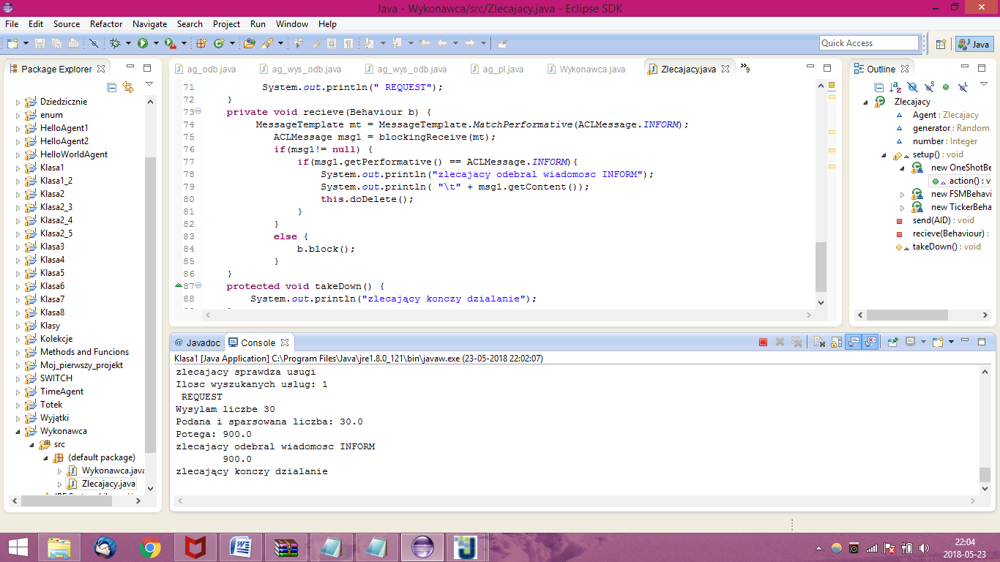 Java - Wykonawca/src/Zlecajacy.java - Eclipse SDK
File Edit Source Refactor Navigate Search Project Run Window Help
Quick Access
Java
Package Explorer
Dziedzicznie
enum
HelloAgent1
HelloAgent2
HelloWorldAgent
Klasa1
Klasa1_2
Klasa2
Klasa2_3
Klasa2_4
Klasa2_5
Klasa3
Klasa4
Klasa5
Klasa6
Klasa7
Klasa8
Klasy
Kolekcje
Methods and Funcions
Moj_pierwszy_projekt
SWITCH
TimeAgent
Totek
Wyjątki
Wykonawca
src
(default package)
Wykonawca.java
Zlecajacy.java
ag_odb.java ag_wys_odb.java ag_wys_odb.java ag_pl.java Wykonawca.java Zlecajacy.java »9
71 System.out.println(" REQUEST");
72 }
73 private void recieve(Behaviour b) {
74 MessageTemplate mt = MessageTemplate.MatchPerformative(ACLMessage.INFORM);
75 ACLMessage msg1 = blockingReceive(mt);
76 if(msg1!= null) {
77 if(msg1.getPerformative() == ACLMessage.INFORM){
78 System.out.println("zlecajacy odebral wiadomosc INFORM");
79 System.out.println( "\t" + msg1.getContent());
80 this.doDelete();
81 }
82 }
83 else {
84 b.block();
85 }
86 }
87 protected void takeDown() {
88 System.out.println("zlecający konczy dzialanie");
Outline
Zlecajacy
Agent : Zlecajacy
generator : Random
number : Integer
setup() : void
new OneShotBe
action() : v
new FSMBehavi
new TickerBeha
send(AID) : void
recieve(Behaviour) :
takeDown() : void
@ Javadoc Console
Klasa1 [Java Application] C:\Program Files\Java\jre1.8.0_121\bin\javaw.exe (23-05-2018 22:02:07)
zlecajacy sprawdza usugi
Ilosc wyszukanych uslug: 1
REQUEST
Wysylam liczbe 30
Podana i sparsowana liczba: 30.0
Potega: 900.0
zlecajacy odebral wiadomosc INFORM
900.0
zlecający konczy dzialanie
22:04
2018-05-23